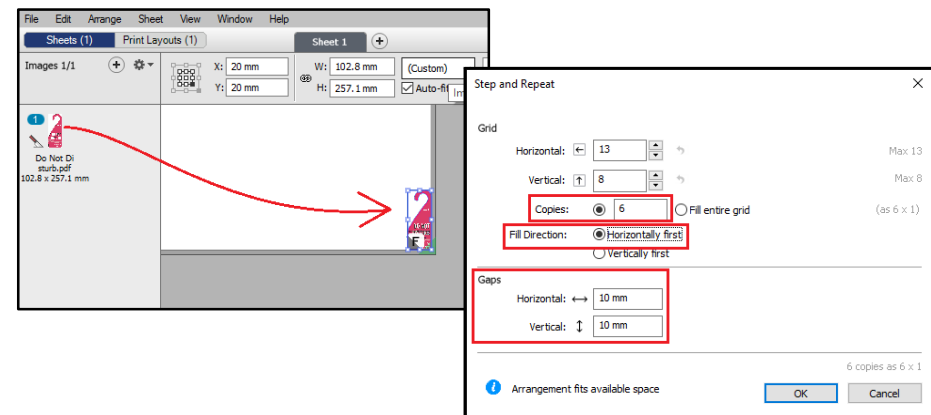 File Edit Arrange Sheet View Window Help
Sheets (1) Print Layouts (1) Sheet 1
Images 1/1 X: 20 mm W: 102.8 mm (Custom)
Y: 20 mm H: 257.1 mm Auto-fit Im
1
Do Not Di
sturb.pdf
102.8 x 257.1 mm
F
Step and Repeat
Grid
Horizontal: 13 Max 13
Vertical: 8 Max 8
Copies: 6 Fill entire grid (as 6 x 1)
Fill Direction: Horizontally first
Vertically first
Gaps
Horizontal: 10 mm
Vertical: 10 mm
6 copies as 6 x 1
Arrangement fits available space OK Cancel